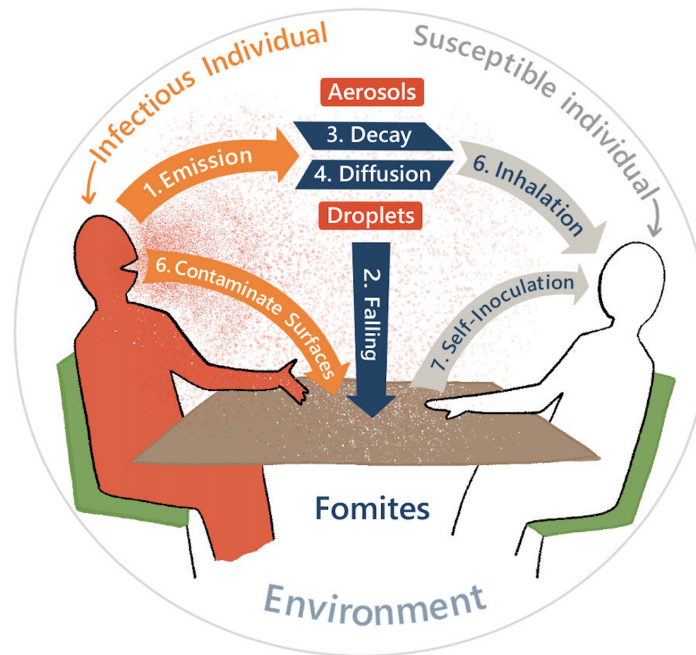 Infectious Individual
Susceptible individual
Aerosols
1. Emission
3. Decay
4. Diffusion
6. Inhalation
Droplets
6. Contaminate Surfaces
2. Falling
7. Self-Inoculation
Fomites
Environment